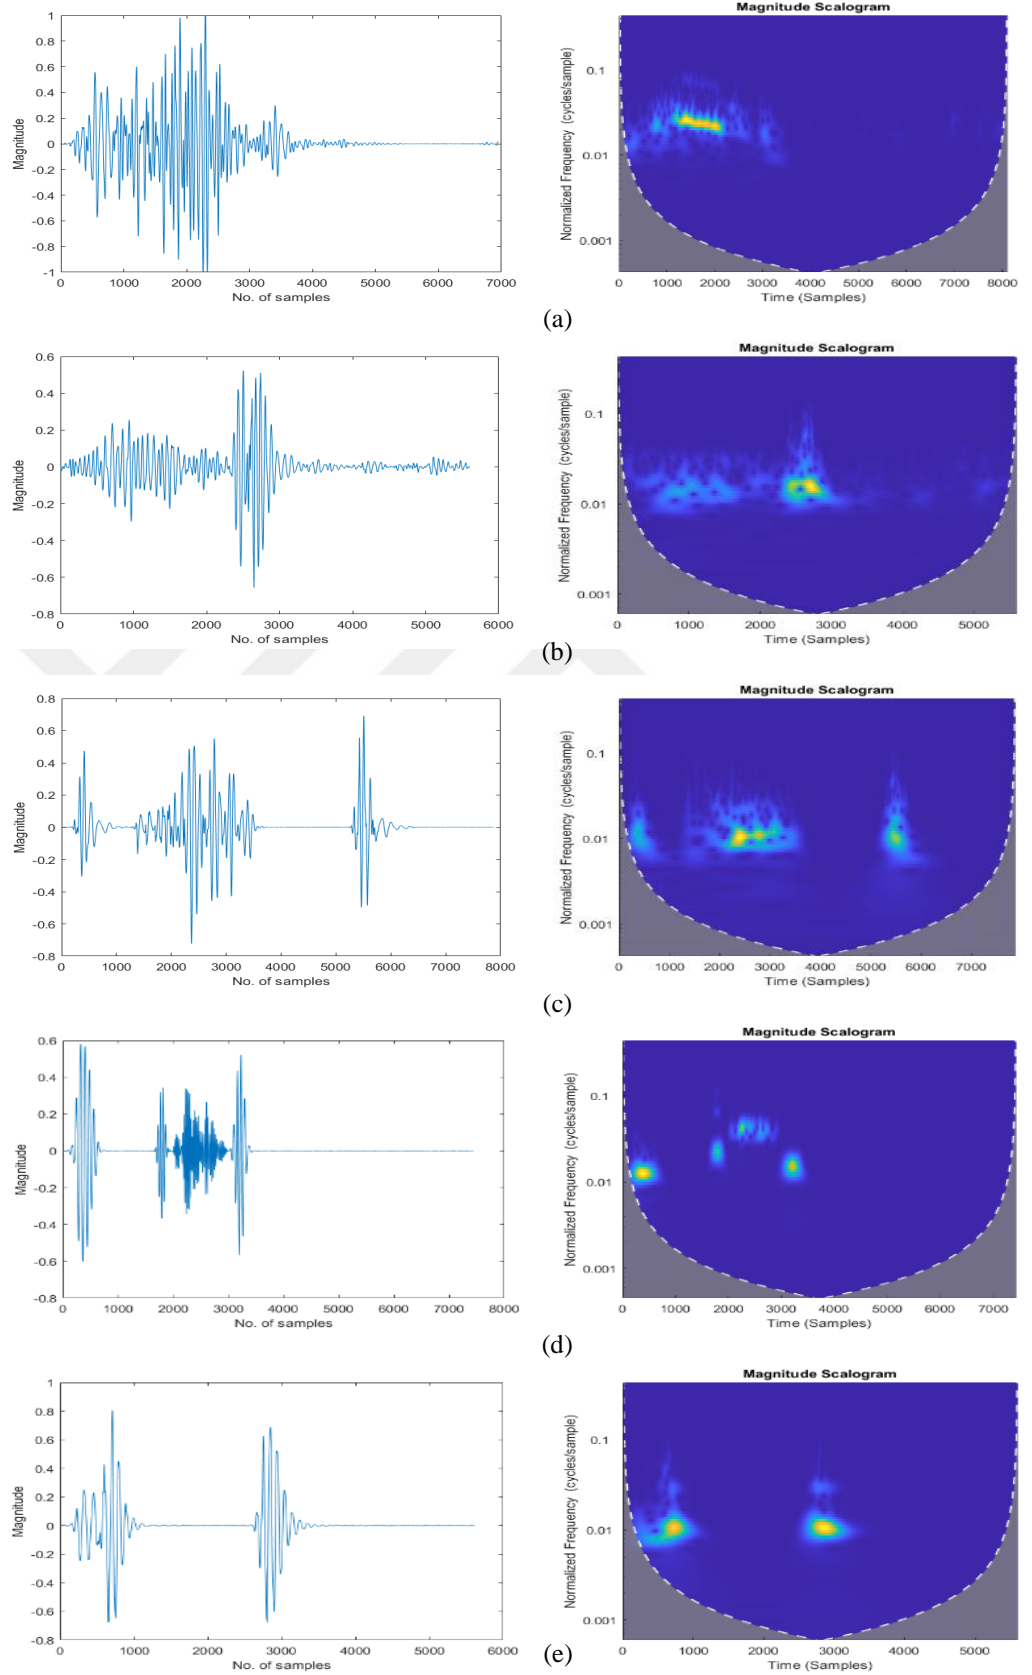 Magnitude Scalogram
1
0.8
0.6
0.4
0.2
0
-0.2
-0.4
-0.6
-0.8
-1
Magnitude
0 1000 2000 3000 4000 5000 6000 7000
No. of samples
0.1
0.01
0.001
Normalized Frequency (cycles/sample)
0 1000 2000 3000 4000 5000 6000 7000 8000
Time (Samples)
(a)
Magnitude Scalogram
0.6
0.4
0.2
0
-0.2
-0.4
-0.6
-0.8
Magnitude
0 1000 2000 3000 4000 5000 6000
No. of samples
0.1
0.01
0.001
Normalized Frequency (cycles/sample)
0 1000 2000 3000 4000 5000
Time (Samples)
(b)
Magnitude Scalogram
0.8
0.6
0.4
0.2
0
-0.2
-0.4
-0.6
-0.8
Magnitude
0 1000 2000 3000 4000 5000 6000 7000 8000
No. of samples
0.1
0.01
0.001
Normalized Frequency (cycles/sample)
0 1000 2000 3000 4000 5000 6000 7000
Time (Samples)
(c)
Magnitude Scalogram
0.6
0.4
0.2
0
-0.2
-0.4
-0.6
-0.8
Magnitude
0 1000 2000 3000 4000 5000 6000 7000 8000
No. of samples
0.1
0.01
0.001
Normalized Frequency (cycles/sample)
0 1000 2000 3000 4000 5000 6000 7000
Time (Samples)
(d)
Magnitude Scalogram
1
0.8
0.6
0.4
0.2
0
-0.2
-0.4
-0.6
-0.8
Magnitude
0 1000 2000 3000 4000 5000 6000
No. of samples
0.1
0.01
0.001
Normalized Frequency (cycles/sample)
0 1000 2000 3000 4000 5000
Time (Samples)
(e)